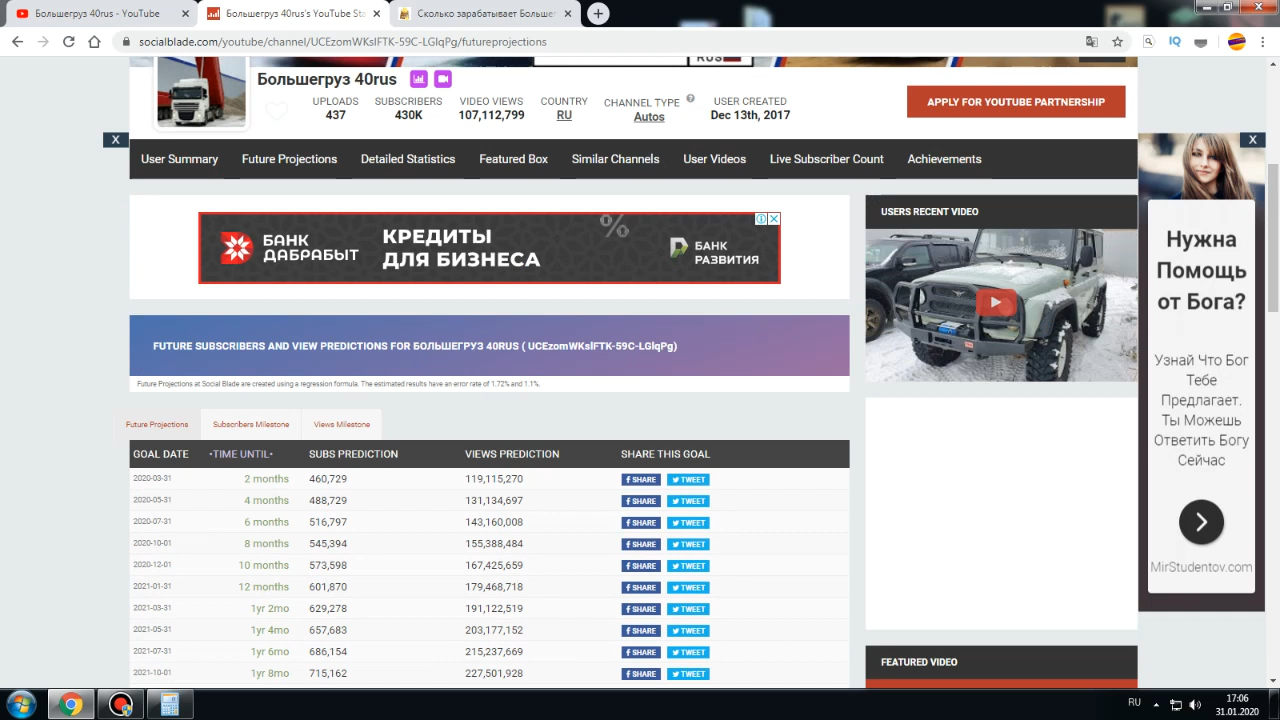 Большегруз 40rus - YouTube
Большегруз 40rus's YouTube Sta
Сколько зарабатывает Большег
socialblade.com/youtube/channel/UCEzomWKslFTK-59C-LGlqPg/futureprojections
IQ
RUS
Большегруз 40rus
UPLOADS
437
SUBSCRIBERS
430K
VIDEO VIEWS
107,112,799
COUNTRY
RU
CHANNEL TYPE
Autos
USER CREATED
Dec 13th, 2017
APPLY FOR YOUTUBE PARTNERSHIP
X
X
User Summary Future Projections Detailed Statistics Featured Box Similar Channels User Videos Live Subscriber Count Achievements
БАНК
ДАБРАБЫТ
КРЕДИТЫ
ДЛЯ БИЗНЕСА
%
БАНК
РАЗВИТИЯ
USERS RECENT VIDEO
FUTURE SUBSCRIBERS AND VIEW PREDICTIONS FOR БОЛЬШЕГРУЗ 40RUS ( UCEzomWKslFTK-59C-LGlqPg)
Future Projections at Social Blade are created using a regression formula. The estimated results have an error rate of 1.72% and 1.1%.
Future Projections Subscribers Milestone Views Milestone
GOAL DATE •TIME UNTIL• SUBS PREDICTION VIEWS PREDICTION SHARE THIS GOAL
2020-03-31 2 months 460,729 119,115,270 SHARE TWEET
2020-05-31 4 months 488,729 131,134,697 SHARE TWEET
2020-07-31 6 months 516,797 143,160,008 SHARE TWEET
2020-10-01 8 months 545,394 155,388,484 SHARE TWEET
2020-12-01 10 months 573,598 167,425,659 SHARE TWEET
2021-01-31 12 months 601,870 179,468,718 SHARE TWEET
2021-03-31 1yr 2mo 629,278 191,122,519 SHARE TWEET
2021-05-31 1yr 4mo 657,683 203,177,152 SHARE TWEET
2021-07-31 1yr 6mo 686,154 215,237,669 SHARE TWEET
2021-10-01 1yr 8mo 715,162 227,501,928 SHARE TWEET
FEATURED VIDEO
Нужна
Помощь
от Бога?
Узнай Что Бог
Тебе
Предлагает.
Ты Можешь
Ответить Богу
Сейчас
MirStudentov.com
RU
17:06
31.01.2020